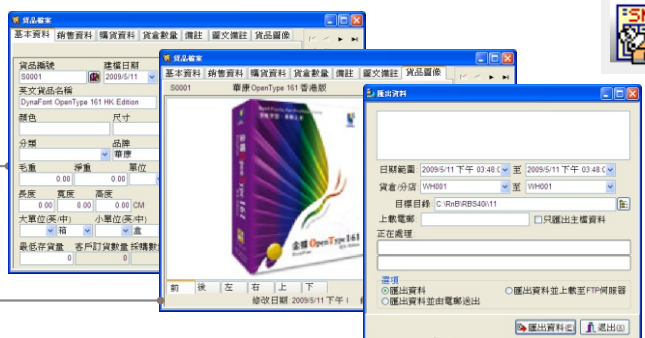 貨品檔案
基本資料 銷售資料 購貨資料 貨倉數量 備註 圖文備註 貨品圖像
貨品編號 建檔日期
S0001 2009/5/11
英文貨品名稱
DynaFont OpenType 161 HK Edition
顏色 尺寸
分類 品牌
華康
毛重 淨重 單位
0.00 0.00
長度 寬度 高度
0.00 0.00 0.00 CM
大單位(英/中) 小單位(英/中)
箱 盒
最低存貨量 客戶訂貨數量 採購數
0 0
貨品檔案
基本資料 銷售資料 購貨資料 貨倉數量 備註 圖文備註 貨品圖像
S0001 華康 OpenType 161 香港版
金蝶 OpenType 161
前 後 左 右 上 下
修改日期: 2009/5/11 下午
匯出資料
日期範圍: 2009/5/11 下午 03:48:0 至 2009/5/11 下午 03:48:0
貨倉/分店 WH001 至 WH001
目標目錄: C:\RnB\RBS40i\11
上載電郵: 只匯出主檔資料
正在處理:
選項
匯出資料 匯出資料並上載至FTP伺服器
匯出資料並由電郵送出
匯出資料(E) 退出(X)